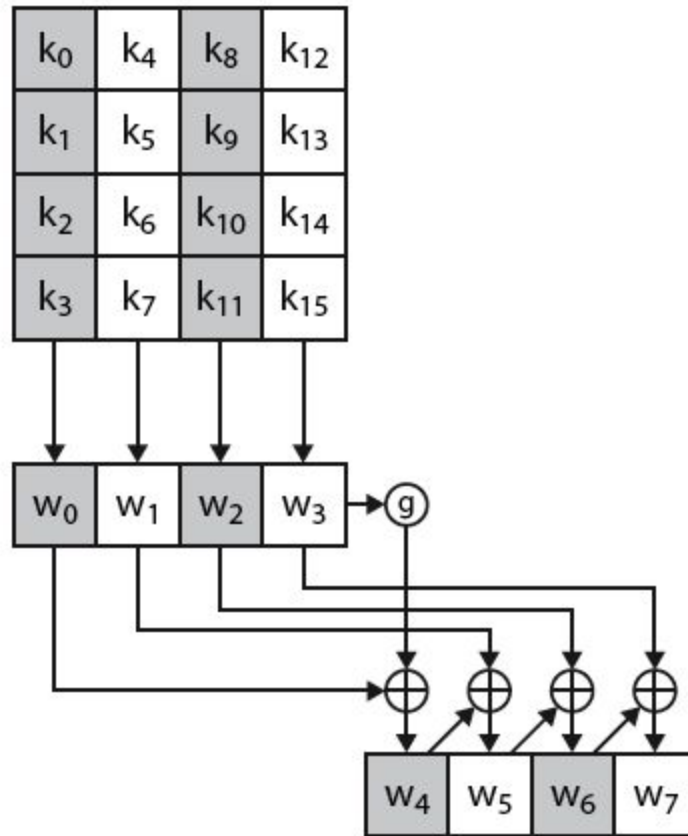 k₀ k₄ k₈ k₁₂
k₁ k₅ k₉ k₁₃
k₂ k₆ k₁₀ k₁₄
k₃ k₇ k₁₁ k₁₅
w₀ w₁ w₂ w₃ g
w₄ w₅ w₆ w₇